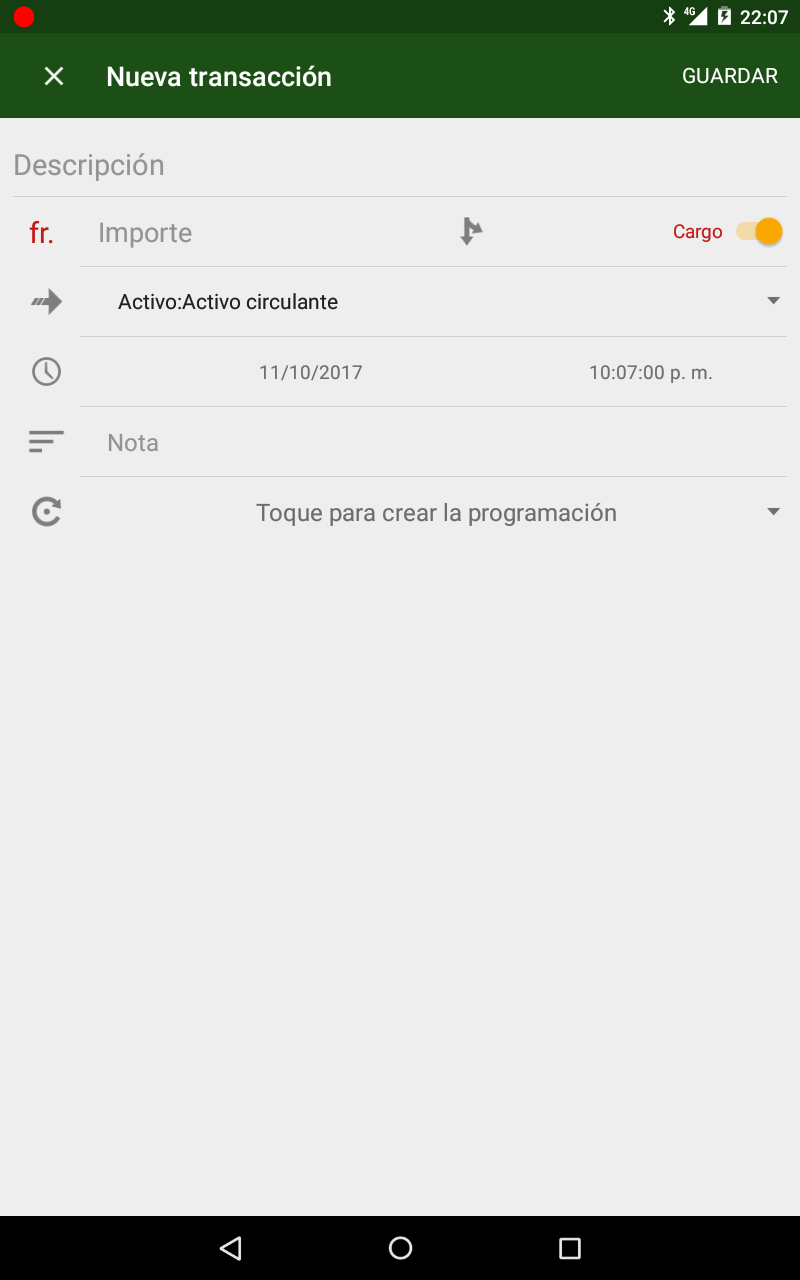 4G 22:07
Nueva transacción GUARDAR
Descripción
fr. Importe Cargo
Activo:Activo circulante
11/10/2017 10:07:00 p. m.
Nota
Toque para crear la programación